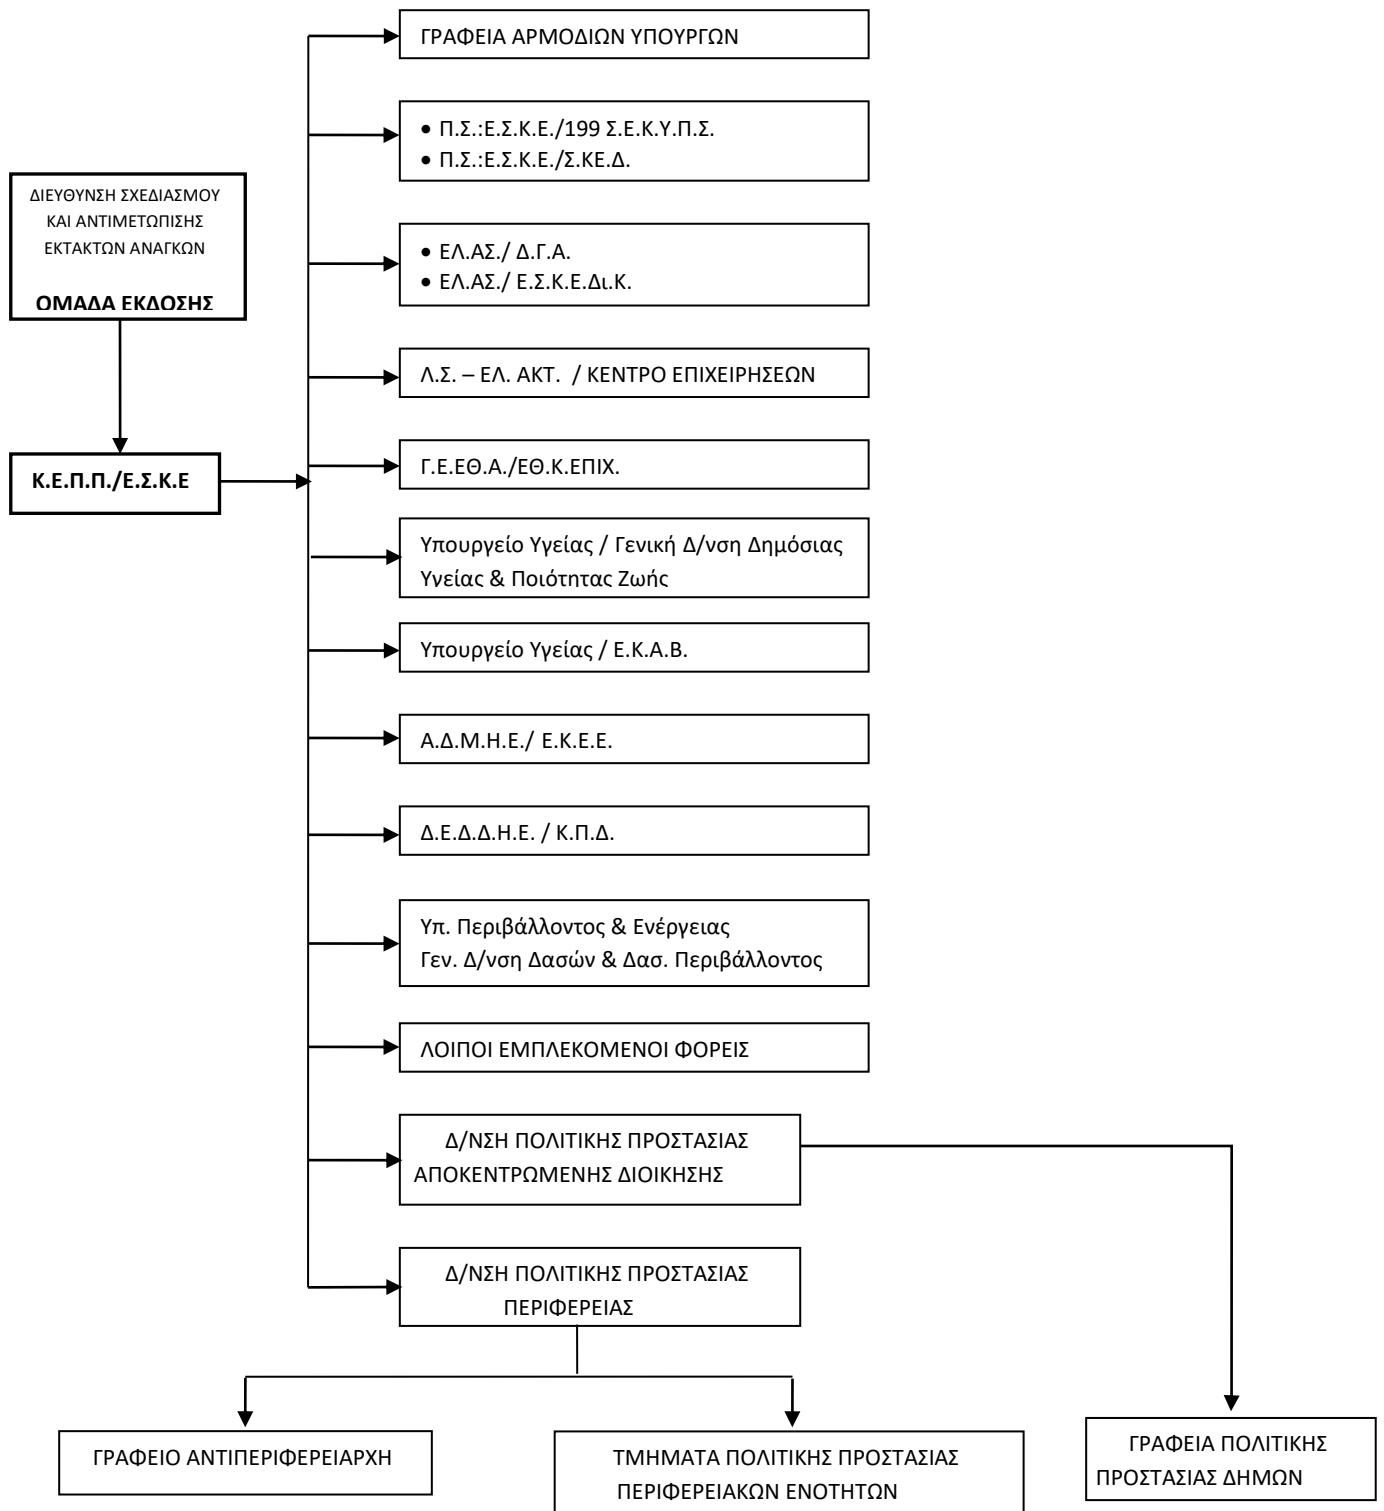 ΓΡΑΦΕΙΑ ΑΡΜΟΔΙΩΝ ΥΠΟΥΡΓΩΝ
• Π.Σ.:Ε.Σ.Κ.Ε./199 Σ.Ε.Κ.Υ.Π.Σ.
• Π.Σ.:Ε.Σ.Κ.Ε./Σ.ΚΕ.Δ.
ΔΙΕΥΘΥΝΣΗ ΣΧΕΔΙΑΣΜΟΥ
ΚΑΙ ΑΝΤΙΜΕΤΩΠΙΣΗΣ
ΕΚΤΑΚΤΩΝ ΑΝΑΓΚΩΝ
ΟΜΑΔΑ ΕΚΔΟΣΗΣ
• ΕΛ.ΑΣ./ Δ.Γ.Α.
• ΕΛ.ΑΣ./ Ε.Σ.Κ.Ε.Δι.Κ.
Λ.Σ. – ΕΛ. ΑΚΤ. / ΚΕΝΤΡΟ ΕΠΙΧΕΙΡΗΣΕΩΝ
Κ.Ε.Π.Π./Ε.Σ.Κ.Ε
Γ.Ε.ΕΘ.Α./ΕΘ.Κ.ΕΠΙΧ.
Υπουργείο Υγείας / Γενική Δ/νση Δημόσιας
Υγείας & Ποιότητας Ζωής
Υπουργείο Υγείας / Ε.Κ.Α.Β.
Α.Δ.Μ.Η.Ε./ Ε.Κ.Ε.Ε.
Δ.Ε.Δ.Δ.Η.Ε. / Κ.Π.Δ.
Υπ. Περιβάλλοντος & Ενέργειας
Γεν. Δ/νση Δασών & Δασ. Περιβάλλοντος
ΛΟΙΠΟΙ ΕΜΠΛΕΚΟΜΕΝΟΙ ΦΟΡΕΙΣ
Δ/ΝΣΗ ΠΟΛΙΤΙΚΗΣ ΠΡΟΣΤΑΣΙΑΣ
ΑΠΟΚΕΝΤΡΩΜΕΝΗΣ ΔΙΟΙΚΗΣΗΣ
Δ/ΝΣΗ ΠΟΛΙΤΙΚΗΣ ΠΡΟΣΤΑΣΙΑΣ
ΠΕΡΙΦΕΡΕΙΑΣ
ΓΡΑΦΕΙΟ ΑΝΤΙΠΕΡΙΦΕΡΕΙΑΡΧΗ
ΤΜΗΜΑΤΑ ΠΟΛΙΤΙΚΗΣ ΠΡΟΣΤΑΣΙΑΣ
ΠΕΡΙΦΕΡΕΙΑΚΩΝ ΕΝΟΤΗΤΩΝ
ΓΡΑΦΕΙΑ ΠΟΛΙΤΙΚΗΣ
ΠΡΟΣΤΑΣΙΑΣ ΔΗΜΩΝ